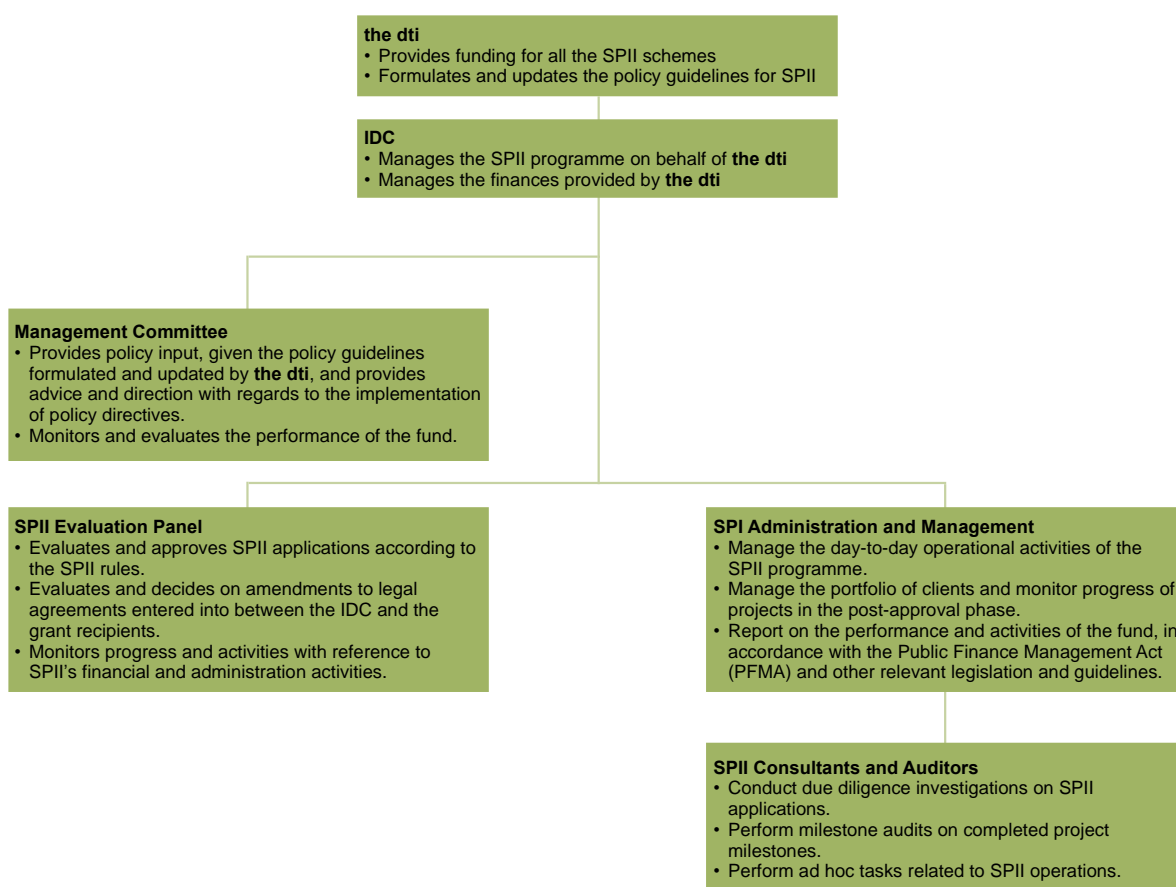 the dti
• Provides funding for all the SPII schemes
• Formulates and updates the policy guidelines for SPII
IDC
• Manages the SPII programme on behalf of the dti
• Manages the finances provided by the dti
Management Committee
• Provides policy input, given the policy guidelines
formulated and updated by the dti, and provides
advice and direction with regards to the implementation
of policy directives.
• Monitors and evaluates the performance of the fund.
SPII Evaluation Panel
• Evaluates and approves SPII applications according to
the SPII rules.
• Evaluates and decides on amendments to legal
agreements entered into between the IDC and the
grant recipients.
• Monitors progress and activities with reference to
SPII’s financial and administration activities.
SPI Administration and Management
• Manage the day-to-day operational activities of the
SPII programme.
• Manage the portfolio of clients and monitor progress of
projects in the post-approval phase.
• Report on the performance and activities of the fund, in
accordance with the Public Finance Management Act
(PFMA) and other relevant legislation and guidelines.
SPII Consultants and Auditors
• Conduct due diligence investigations on SPII
applications.
• Perform milestone audits on completed project
milestones.
• Perform ad hoc tasks related to SPII operations.